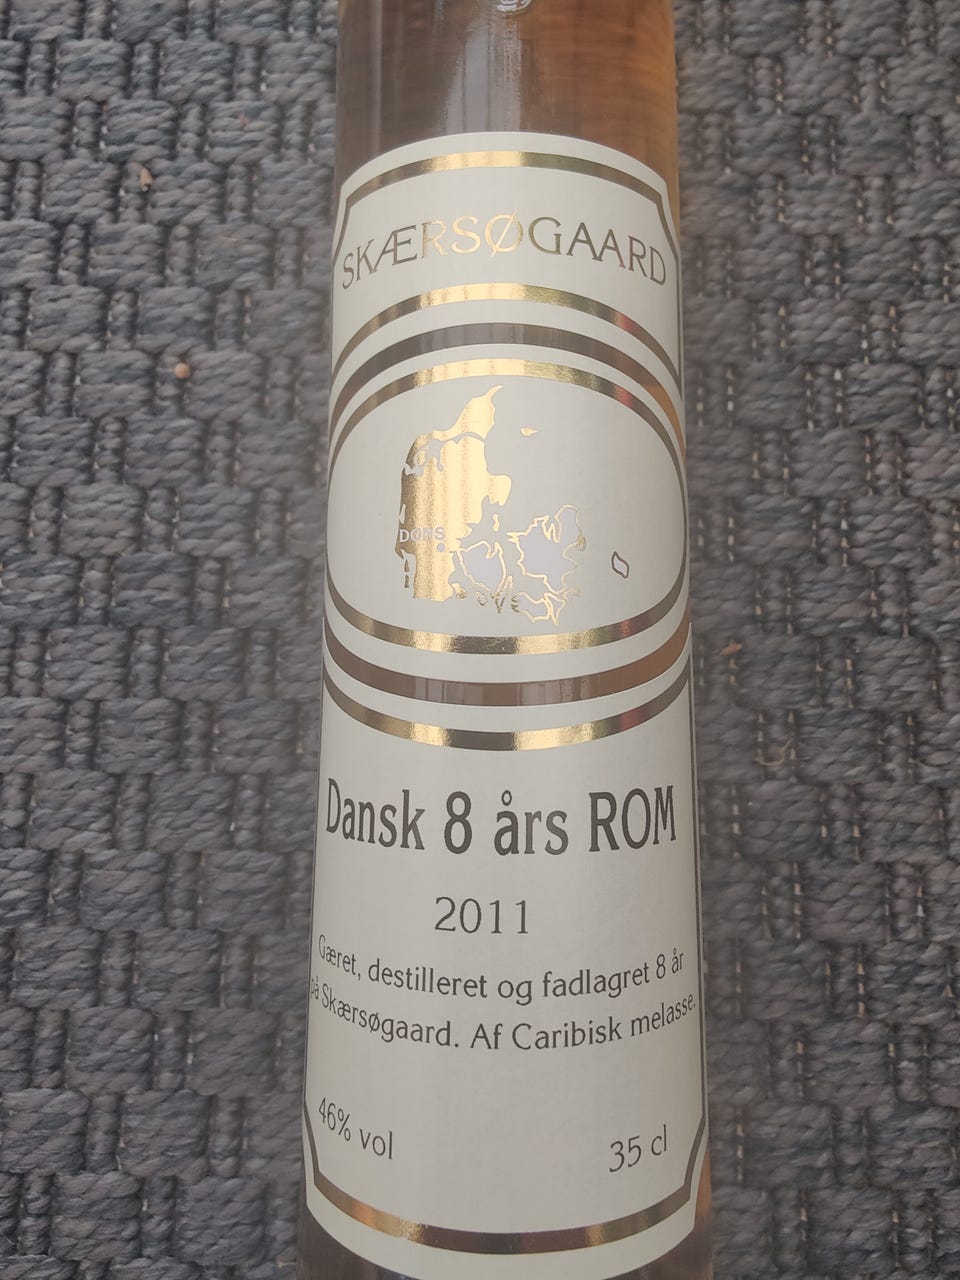 SKÆRSØGAARD
DONS
Dansk 8 års ROM
2011
Gæret, destilleret og fadlagret 8 år
på Skærsøgaard. Af Caribisk melasse.
46% vol
35 cl